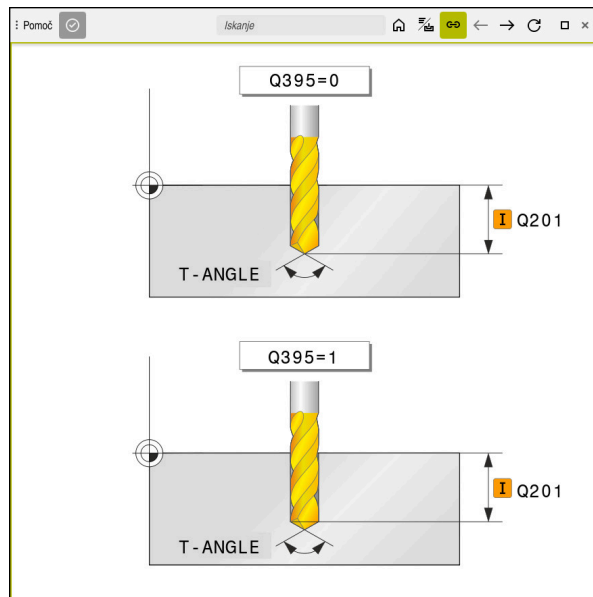 Pomoč
Iskanje
Q395=0
I Q201
T-ANGLE
Q395=1
I Q201
T-ANGLE